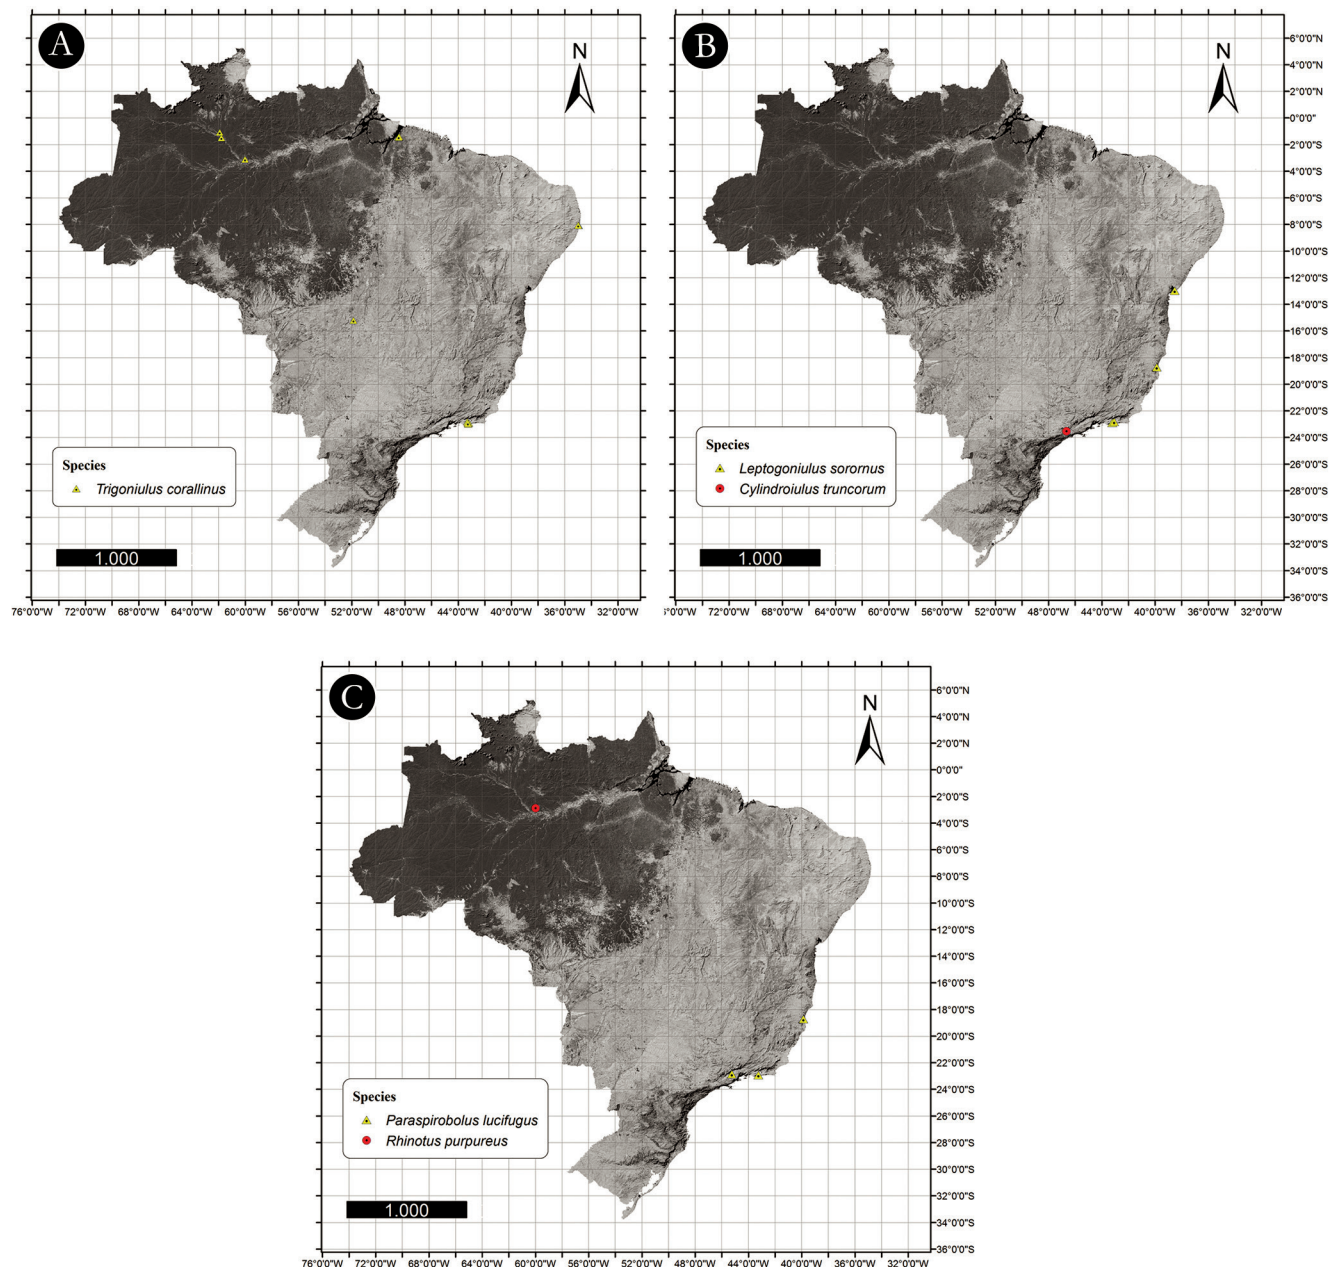 A
N
Species
Trigoniulus corallinus
1.000
76°0'0"W 68°0'0"W 64°0'0"W 60°0'0"W 56°0'0"W 52°0'0"W 48°0'0"W 44°0'0"W 40°0'0"W 36°0'0"W 32°0'0"W
B
N
6°0'0"N
4°0'0"N
2°0'0"N
0°0'0"
2°0'0"S
4°0'0"S
6°0'0"S
8°0'0"S
10°0'0"S
12°0'0"S
14°0'0"S
16°0'0"S
18°0'0"S
20°0'0"S
22°0'0"S
24°0'0"S
26°0'0"S
28°0'0"S
30°0'0"S
32°0'0"S
34°0'0"S
36°0'0"S
Species
Leptogoniulus sorornus
Cylindroiulus truncorum
1.000
°0'0"W 68°0'0"W 64°0'0"W 60°0'0"W 56°0'0"W 52°0'0"W 48°0'0"W 44°0'0"W 40°0'0"W 36°0'0"W 32°0'0"W
C
N
6°0'0"N
4°0'0"N
2°0'0"N
0°0'0"
2°0'0"S
4°0'0"S
6°0'0"S
8°0'0"S
10°0'0"S
12°0'0"S
14°0'0"S
16°0'0"S
18°0'0"S
20°0'0"S
22°0'0"S
24°0'0"S
26°0'0"S
28°0'0"S
30°0'0"S
32°0'0"S
34°0'0"S
36°0'0"S
Species
Paraspirobolus lucifugus
Rhinotus purpureus
1.000
76°0'0"W 68°0'0"W 64°0'0"W 60°0'0"W 56°0'0"W 52°0'0"W 48°0'0"W 44°0'0"W 40°0'0"W 36°0'0"W 32°0'0"W